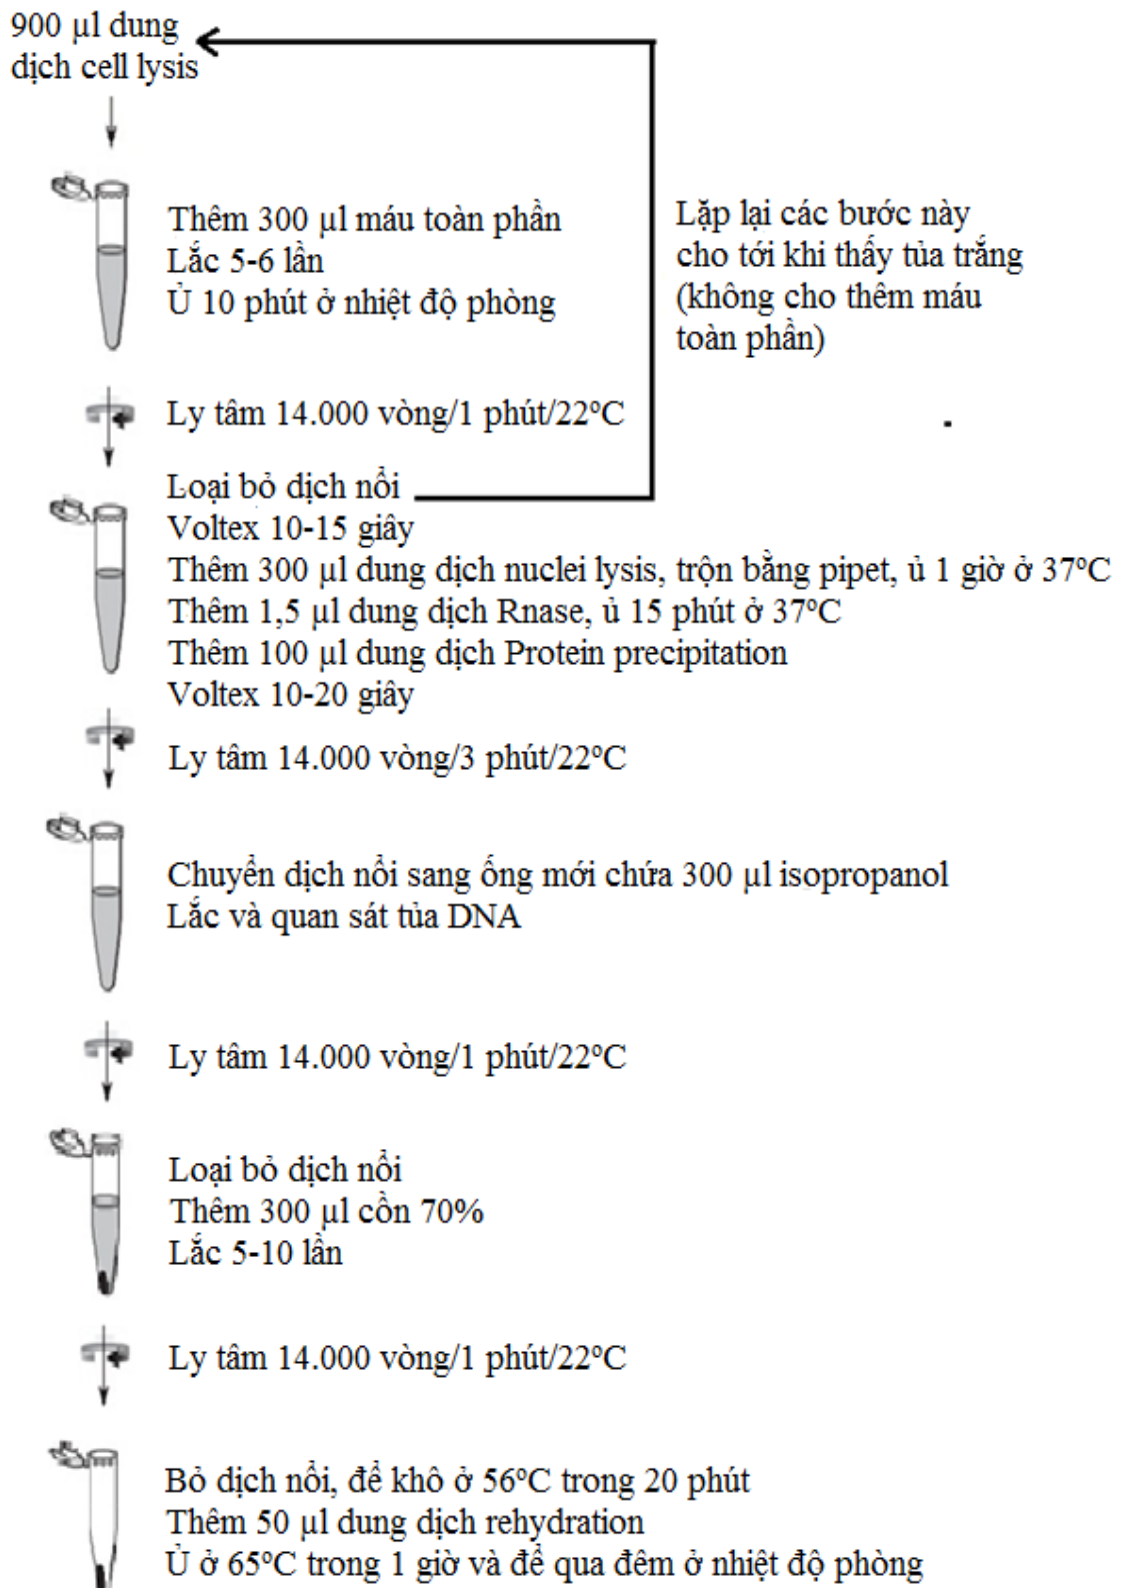 900 µl dung
dịch cell lysis
Thêm 300 µl máu toàn phần
Lắc 5-6 lần
Ủ 10 phút ở nhiệt độ phòng
Lặp lại các bước này
cho tới khi thấy tủa trắng
(không cho thêm máu
toàn phần)
Ly tâm 14.000 vòng/1 phút/22°C
Loại bỏ dịch nổi
Voltex 10-15 giây
Thêm 300 µl dung dịch nuclei lysis, trộn bằng pipet, ủ 1 giờ ở 37°C
Thêm 1,5 µl dung dịch Rnase, ủ 15 phút ở 37°C
Thêm 100 µl dung dịch Protein precipitation
Voltex 10-20 giây
Ly tâm 14.000 vòng/3 phút/22°C
Chuyển dịch nổi sang ống mới chứa 300 µl isopropanol
Lắc và quan sát tủa DNA
Ly tâm 14.000 vòng/1 phút/22°C
Loại bỏ dịch nổi
Thêm 300 µl cồn 70%
Lắc 5-10 lần
Ly tâm 14.000 vòng/1 phút/22°C
Bỏ dịch nổi, để khô ở 56°C trong 20 phút
Thêm 50 µl dung dịch rehydration
Ủ ở 65°C trong 1 giờ và để qua đêm ở nhiệt độ phòng